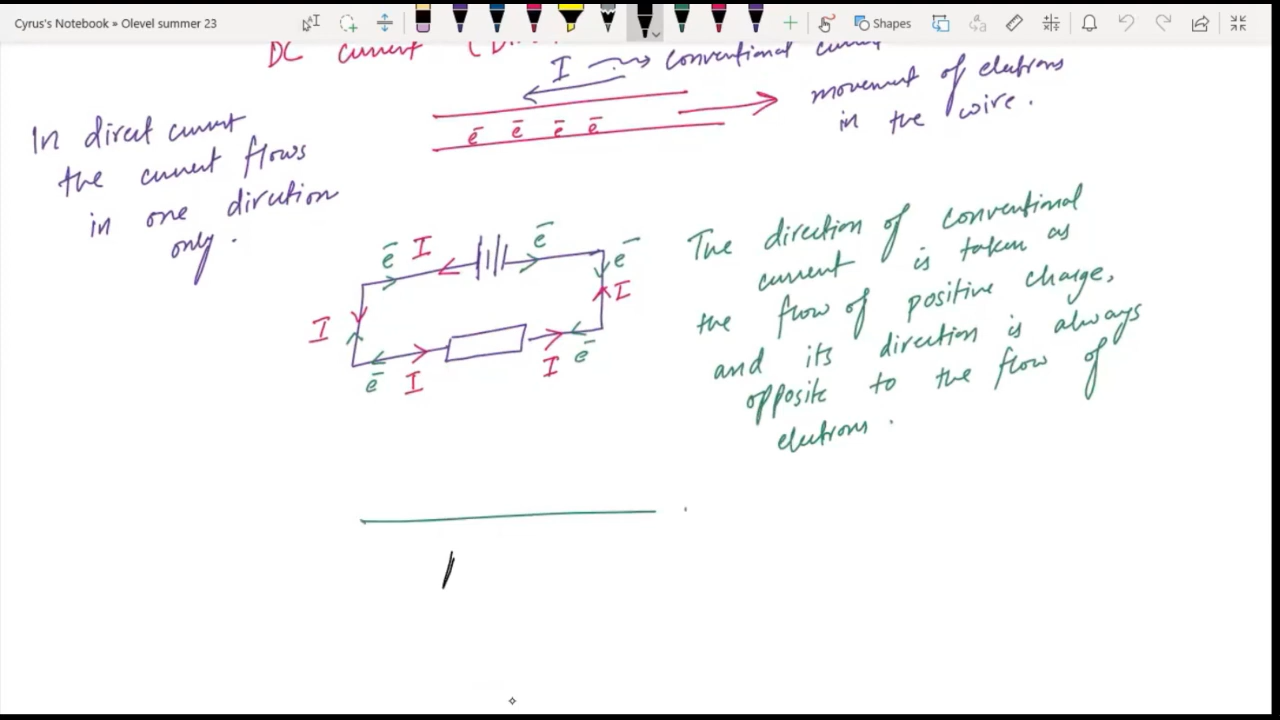 Cyrus's Notebook » Olevel summer 23
Shapes
DC current
I ⤳ conventional
movement of electrons
in the wire.
e⁻ e⁻ e⁻ e⁻
In direct current
the current flows
in one direction
only.
e⁻ I e⁻ e⁻
I I
e⁻ I I e⁻
The direction of conventional
current is taken as
the flow of positive charge,
and its direction is always
opposite to the flow of
electrons.